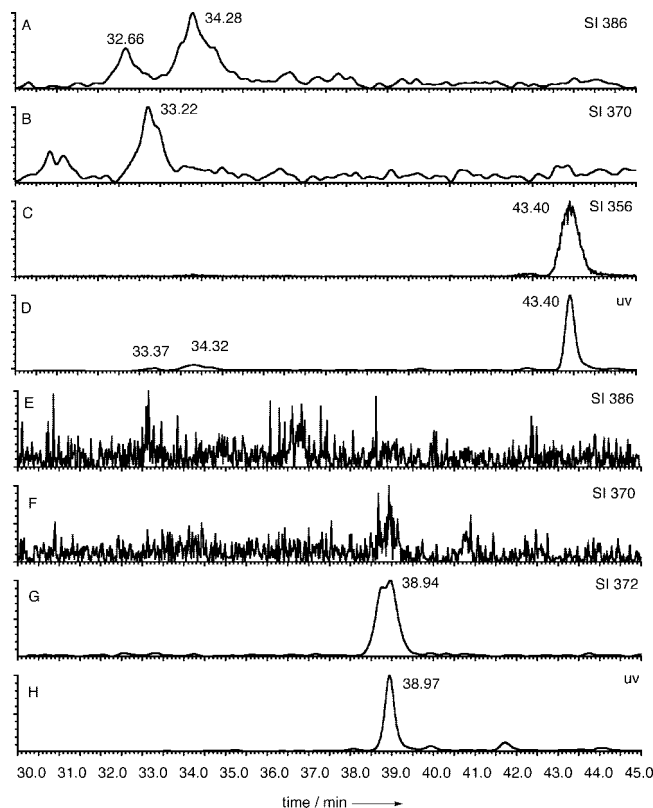 A
32.66
34.28
SI 386
B
33.22
SI 370
C
43.40
SI 356
D
33.37
34.32
43.40
uv
E
SI 386
F
SI 370
G
38.94
SI 372
H
38.97
uv
30.0 31.0 32.0 33.0 34.0 35.0 36.0 37.0 38.0 39.0 40.0 42.0 43.0 44.0 45.0
time / min